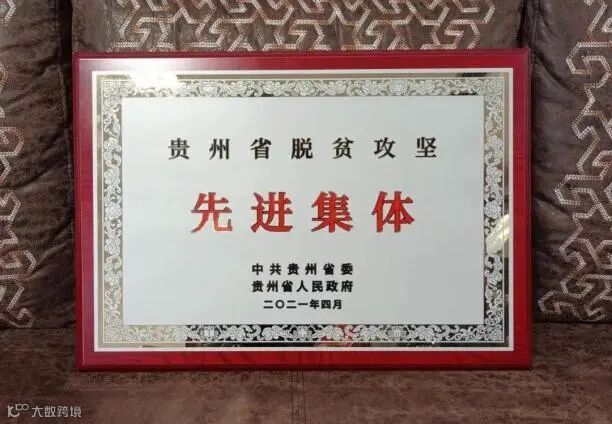 贵州省脱贫攻坚
先进集体
中共贵州省委
贵州省人民政府
二〇二一年四月
大数跨境